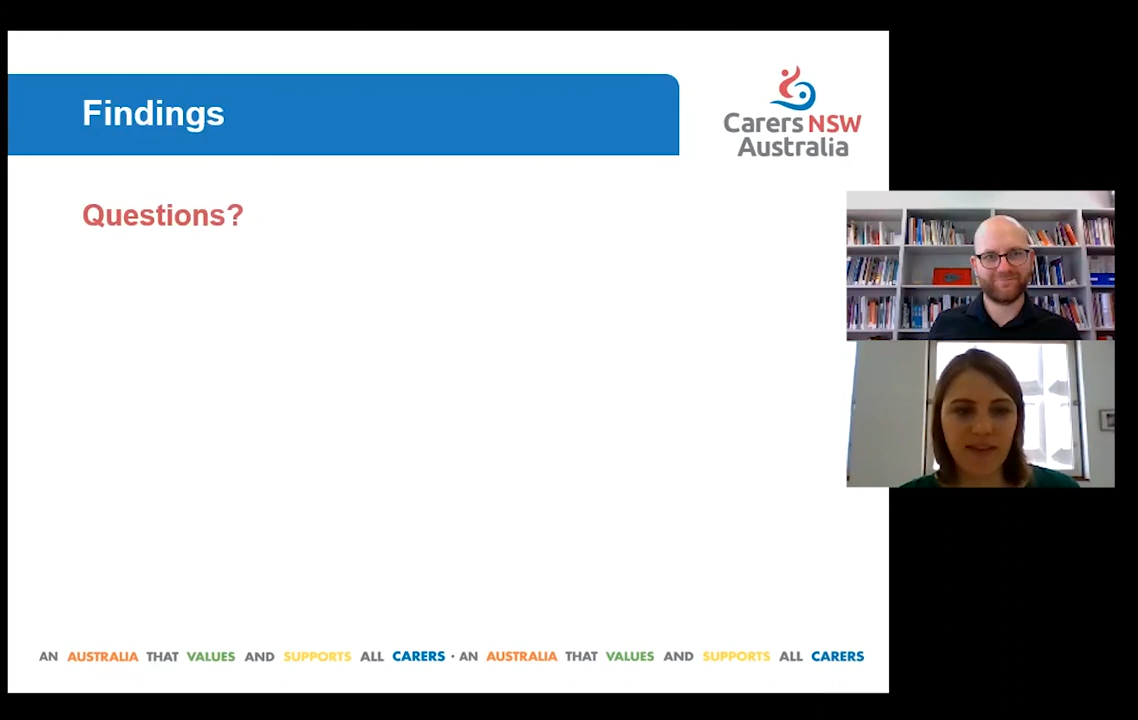 Findings
Carers NSW
Australia
Questions?
AN AUSTRALIA THAT VALUES AND SUPPORTS ALL CARERS · AN AUSTRALIA THAT VALUES AND SUPPORTS ALL CARERS